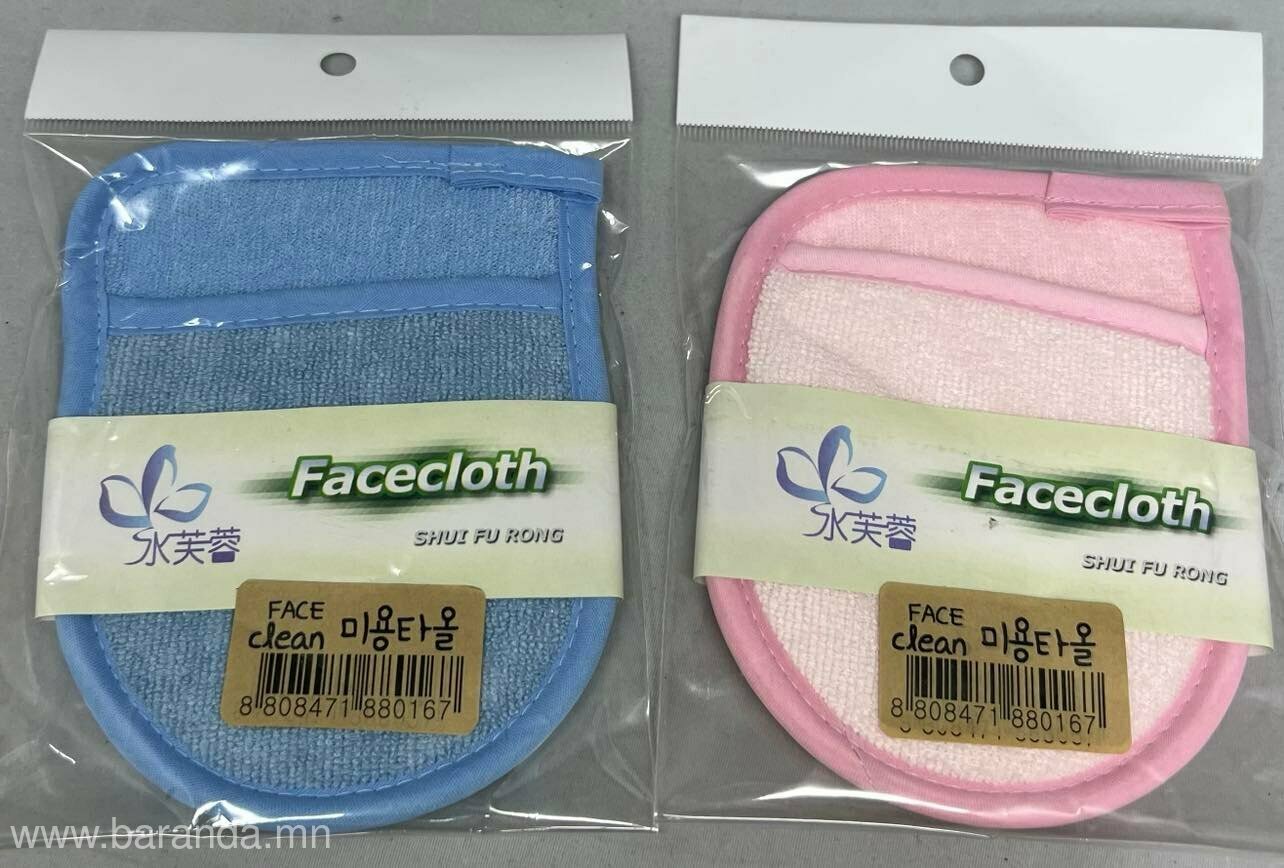 Facecloth
水芙蓉
SHUI FU RONG
FACE
clean 미용타올
8 808471 880167
Facecloth
水芙蓉
SHUI FU RONG
FACE
clean 미용타올
8 808471 880167
www.baranda.mn